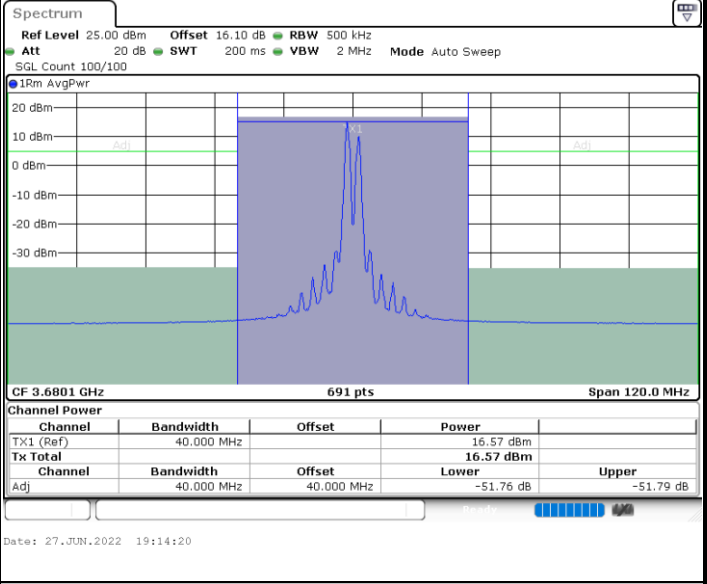 Spectrum
Ref Level 25.00 dBm Offset 16.10 dB RBW 500 kHz
Att 20 dB SWT 200 ms VBW 2 MHz Mode Auto Sweep
SGL Count 100/100
1Rm AvgPwr
20 dBm
TX1
10 dBm
Adj Adj
0 dBm
-10 dBm
-20 dBm
-30 dBm
CF 3.6801 GHz 691 pts Span 120.0 MHz
Channel Power
Channel Bandwidth Offset Power
TX1 (Ref) 40.000 MHz 16.57 dBm
Tx Total 16.57 dBm
Channel Bandwidth Offset Lower Upper
Adj 40.000 MHz 40.000 MHz -51.76 dB -51.79 dB
Ready
Date: 27.JUN.2022 19:14:20